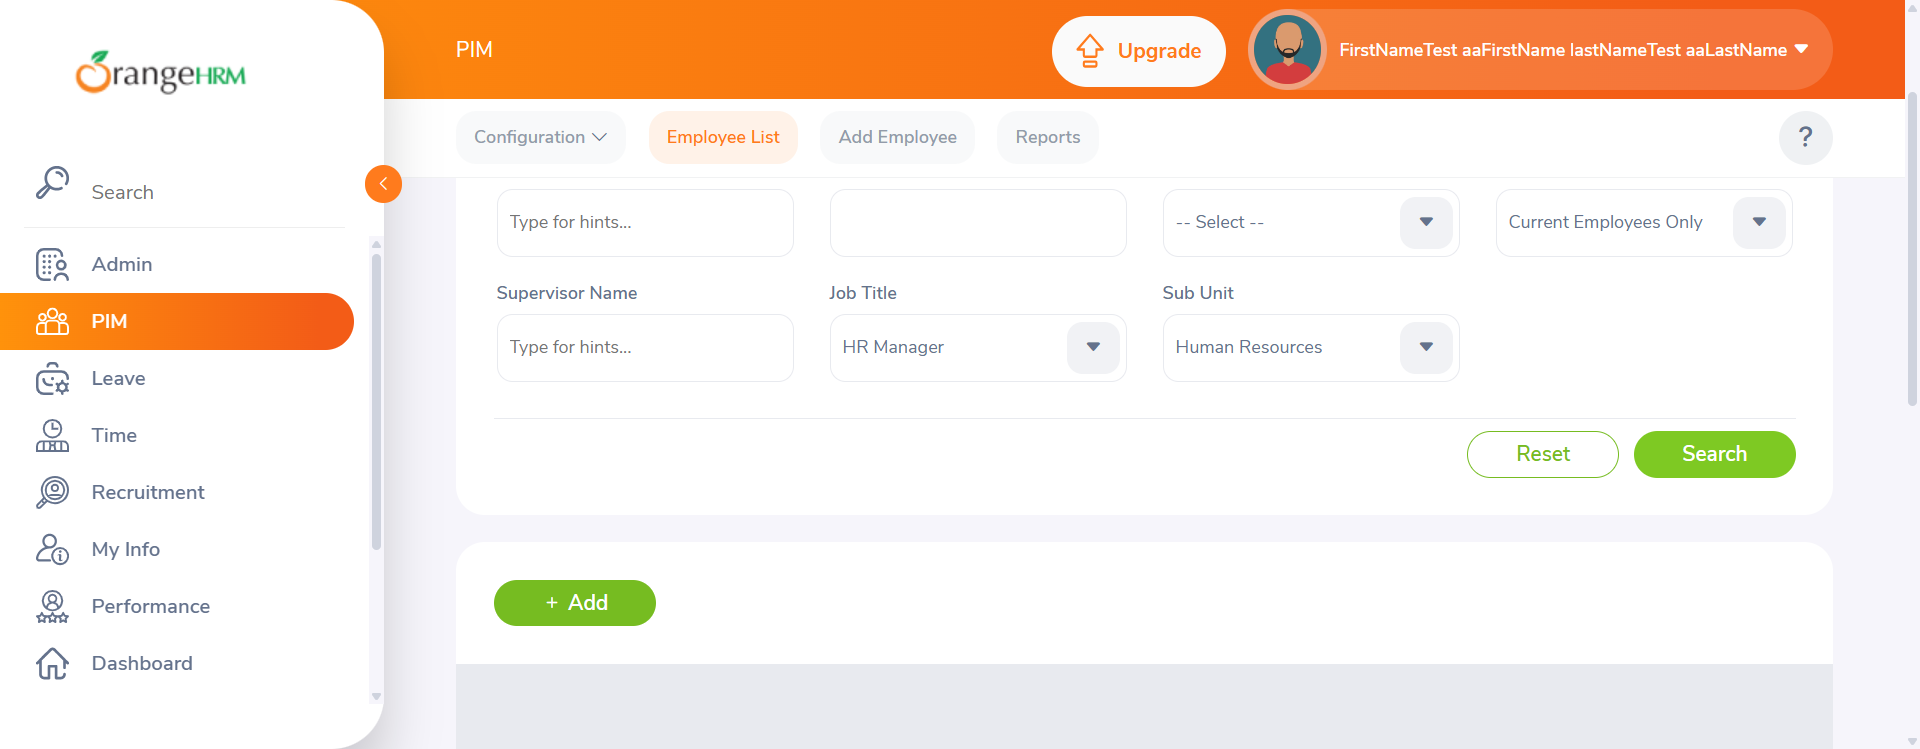 OrangeHRM
PIM
Upgrade
FirstNameTest aaFirstName lastNameTest aaLastName
Configuration
Employee List
Add Employee
Reports
?
Search
Admin
PIM
Leave
Time
Recruitment
My Info
Performance
Dashboard
Type for hints...
-- Select --
Current Employees Only
Supervisor Name
Job Title
Sub Unit
Type for hints...
HR Manager
Human Resources
Reset
Search
+ Add